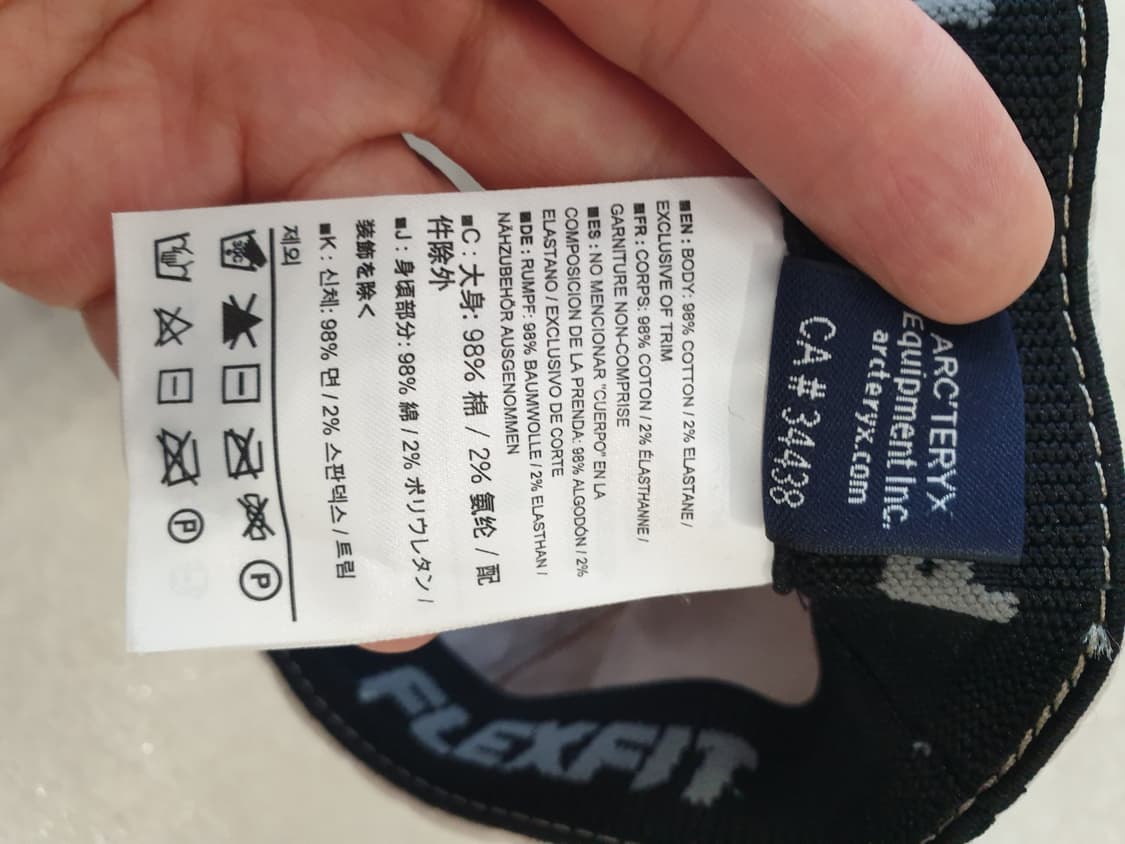 ARC'TERYX
Equipment Inc.
arcteryx.com
CA # 34438
■EN : BODY: 98% COTTON / 2% ELASTANE /
EXCLUSIVE OF TRIM
■FR : CORPS: 98% COTON / 2% ÉLASTHANNE /
GARNITURE NON-COMPRISE
■ES : NO MENCIONAR "CUERPO" EN LA
COMPOSICION DE LA PRENDA: 98% ALGODÓN / 2%
ELASTANO / EXCLUSIVO DE CORTE
■DE : RUMPF: 98% BAUMWOLLE / 2% ELASTHAN /
NÄHZUBEHÖR AUSGENOMMEN
■C : 大身: 98% 棉 / 2% 氨纶 / 配
件除外
■J : 身頃部分: 98% 綿 / 2% ポリウレタン /
装飾を除く
■K : 신체: 98% 면 / 2% 스판덱스 / 트림
제외
P
P
FLEXFIT